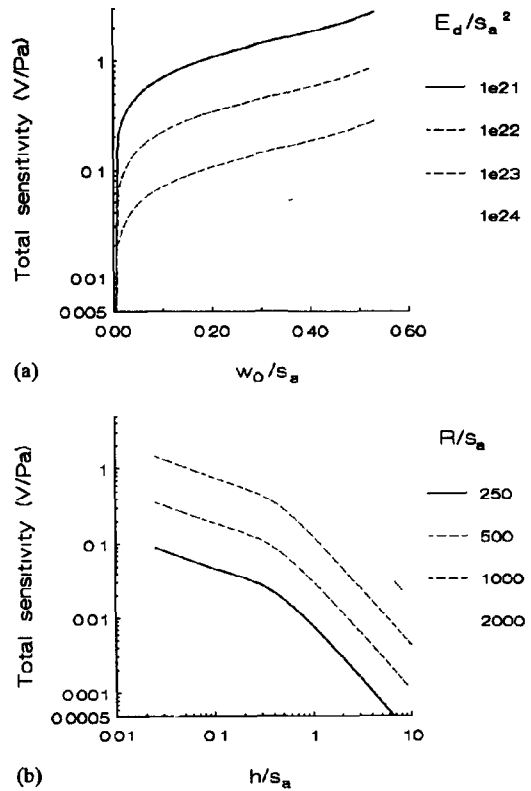 Total sensitivity (V/Pa)
1
0 1
0 01
0 005
0 00
0 20
0 40
0 60
w0/sa
Ed/sa2
1e21
1e22
1e23
1e24
(a)
Total sensitivity (V/Pa)
1
0 1
0 01
0 001
0 0005
0 01
0 1
1
10
h/sa
R/sa
250
500
1000
2000
(b)